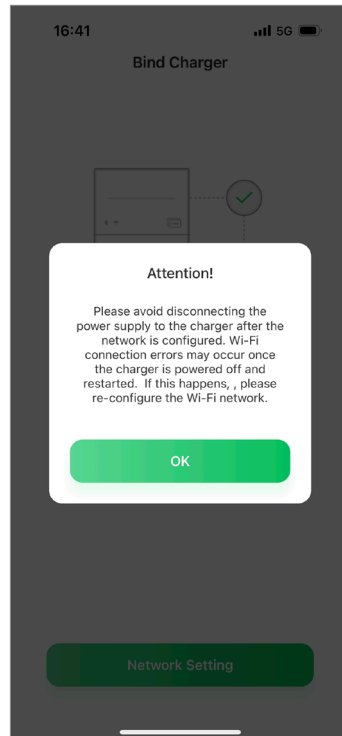 16:41
5G
Bind Charger
Attention!
Please avoid disconnecting the
power supply to the charger after the
network is configured. Wi-Fi
connection errors may occur once
the charger is powered off and
restarted.  If this happens, , please
re-configure the Wi-Fi network.
OK
Network Setting